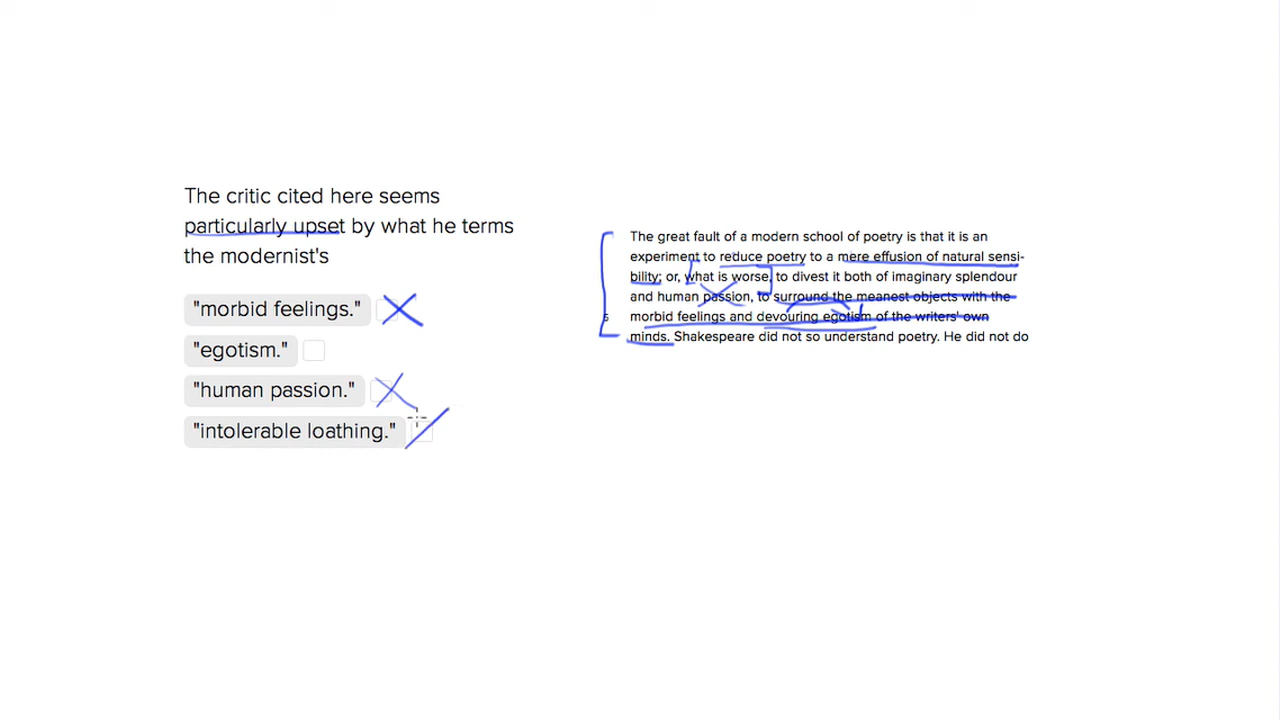 The critic cited here seems
particularly upset by what he terms
the modernist's
"morbid feelings."
"egotism."
"human passion."
"intolerable loathing."
The great fault of a modern school of poetry is that it is an
experiment to reduce poetry to a mere effusion of natural sensi-
bility; or, what is worse, to divest it both of imaginary splendour
and human passion, to surround the meanest objects with the
5 morbid feelings and devouring egotism of the writers' own
minds. Shakespeare did not so understand poetry. He did not do